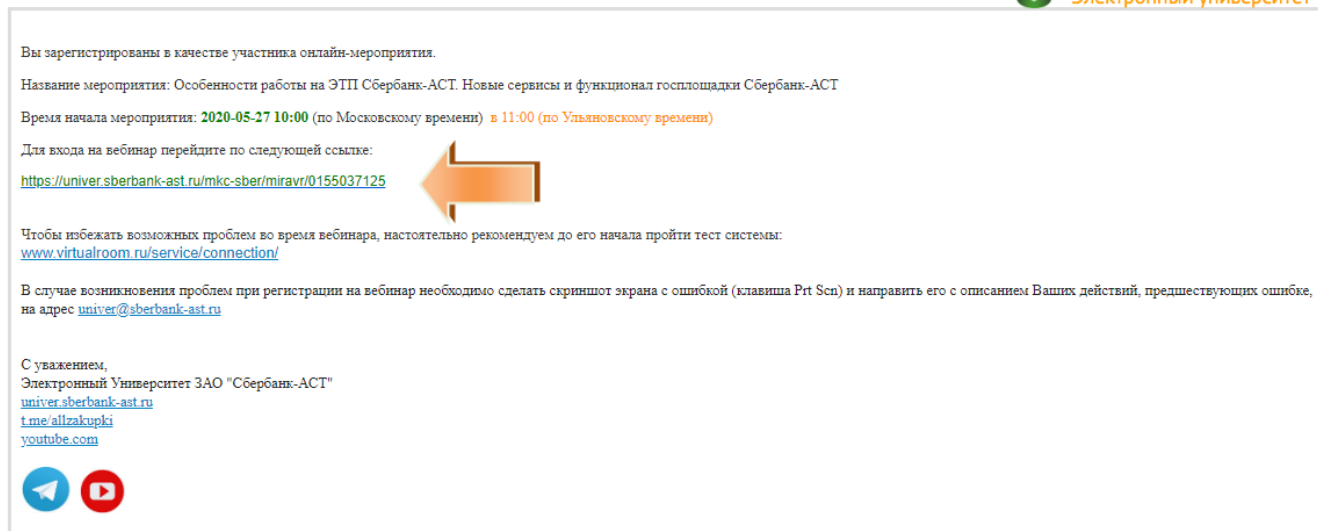 Электронный университет
Вы зарегистрированы в качестве участника онлайн-мероприятия.
Название мероприятия: Особенности работы на ЭТП Сбербанк-АСТ. Новые сервисы и функционал госплощадки Сбербанк-АСТ
Время начала мероприятия: 2020-05-27 10:00 (по Московскому времени) в 11:00 (по Ульяновскому времени)
Для входа на вебинар перейдите по следующей ссылке:
https://univer.sberbank-ast.ru/mkc-sber/miravr/0155037125
Чтобы избежать возможных проблем во время вебинара, настоятельно рекомендуем до его начала пройти тест системы:
www.virtualroom.ru/service/connection/
В случае возникновения проблем при регистрации на вебинар необходимо сделать скриншот экрана с ошибкой (клавиша Prt Scn) и направить его с описанием Ваших действий, предшествующих ошибке,
на адрес univer@sberbank-ast.ru
С уважением,
Электронный Университет ЗАО "Сбербанк-АСТ"
univer.sberbank-ast.ru
t.me/allzakupki
youtube.com